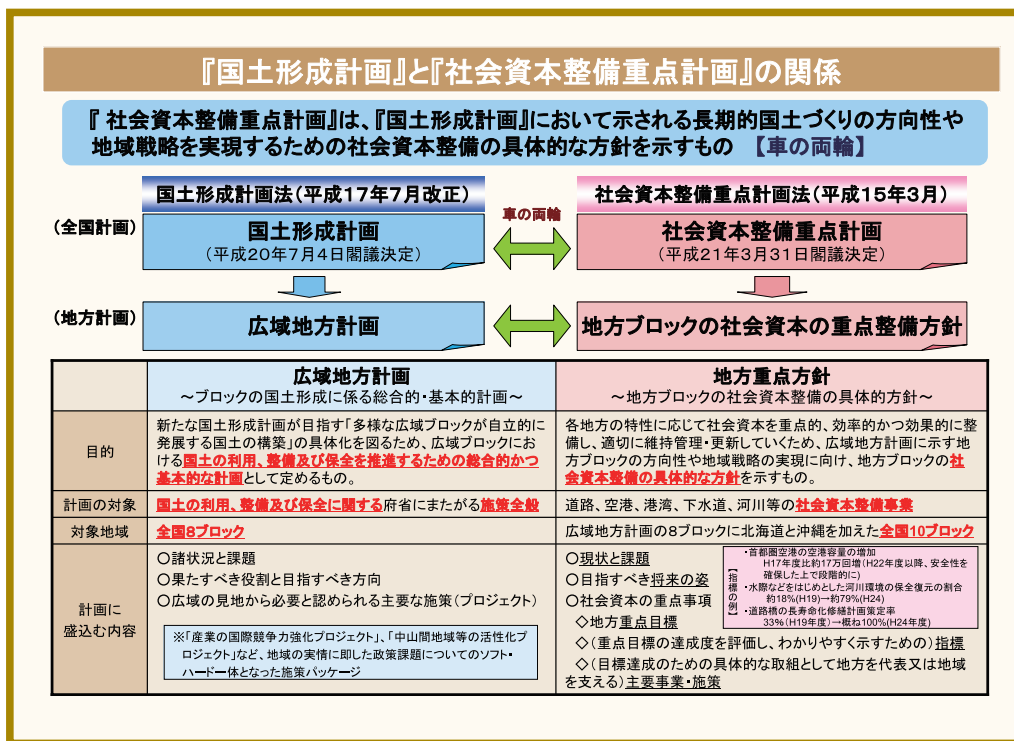 『国土形成計画』と『社会資本整備重点計画』の関係
『 社会資本整備重点計画』は、『国土形成計画』において示される長期的国土づくりの方向性や
地域戦略を実現するための社会資本整備の具体的な方針を示すもの 【車の両輪】
国土形成計画法(平成17年7月改正)
社会資本整備重点計画法(平成15年3月)
(全国計画)
国土形成計画
(平成20年7月4日閣議決定)
車の両輪
社会資本整備重点計画
(平成21年3月31日閣議決定)
(地方計画)
広域地方計画
地方ブロックの社会資本の重点整備方針
広域地方計画
~ブロックの国土形成に係る総合的・基本的計画~
地方重点方針
~地方ブロックの社会資本整備の具体的方針~
目的
新たな国土形成計画が目指す「多様な広域ブロックが自立的に
発展する国土の構築」の具体化を図るため、広域ブロックにお
ける国土の利用、整備及び保全を推進するための総合的かつ
基本的な計画として定めるもの。
各地方の特性に応じて社会資本を重点的、効率的かつ効果的に整
備し、適切に維持管理・更新していくため、広域地方計画に示す地
方ブロックの方向性や地域戦略の実現に向け、地方ブロックの社
会資本整備の具体的な方針を示すもの。
計画の対象
国土の利用、整備及び保全に関する府省にまたがる施策全般
道路、空港、港湾、下水道、河川等の社会資本整備事業
対象地域
全国8ブロック
広域地方計画の8ブロックに北海道と沖縄を加えた全国10ブロック
計画に
盛込む内容
○諸状況と課題
○果たすべき役割と目指すべき方向
○広域の見地から必要と認められる主要な施策(プロジェクト)
※「産業の国際競争力強化プロジェクト」、「中山間地域等の活性化プ
ロジェクト」など、地域の実情に即した政策課題についてのソフト・
ハード一体となった施策パッケージ
○現状と課題
○目指すべき将来の姿
○社会資本の重点事項
◇地方重点目標
◇(重点目標の達成度を評価し、わかりやすく示すための)指標
◇(目標達成のための具体的な取組として地方を代表又は地域
を支える)主要事業・施策
【指標の例】
・首都圏空港の空港容量の増加
H17年度比約17万回増(H22年度以降、安全性を
確保した上で段階的に)
・水際などをはじめとした河川環境の保全復元の割合
約18%(H19)→約79%(H24)
・道路橋の長寿命化修繕計画策定率
33%(H19年度)→概ね100%(H24年度)